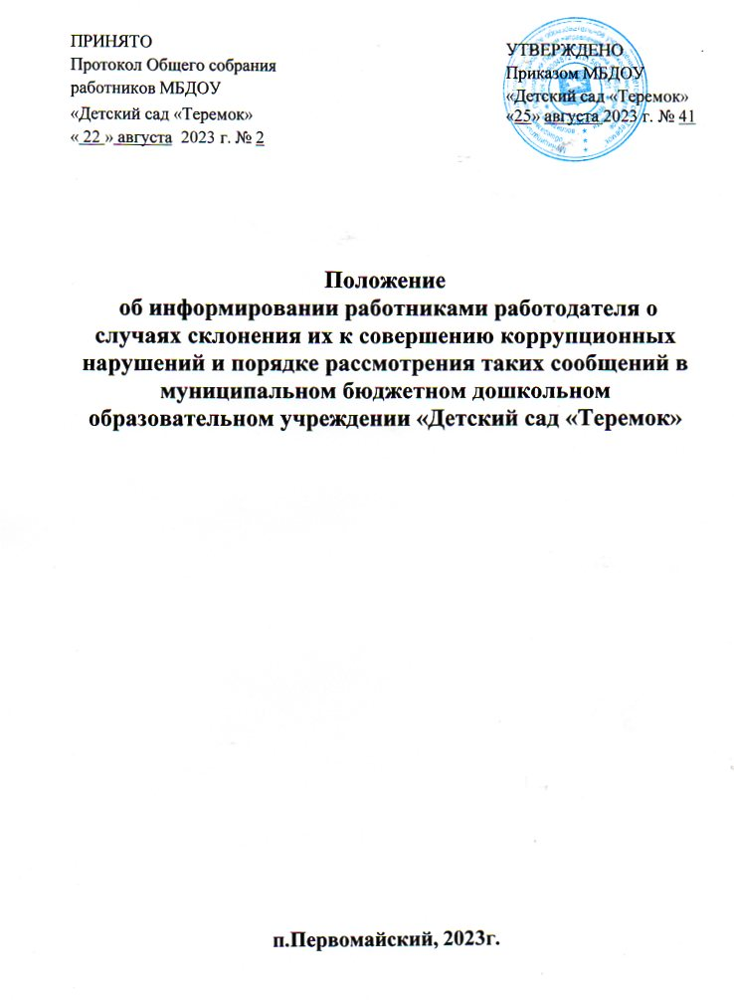 ПРИНЯТО
Протокол Общего собрания
работников МБДОУ
«Детский сад «Теремок»
« 22 » августа 2023 г. № 2
УТВЕРЖДЕНО
Приказом МБДОУ
«Детский сад «Теремок»
«25» августа 2023 г. № 41
Положение
об информировании работниками работодателя о
случаях склонения их к совершению коррупционных
нарушений и порядке рассмотрения таких сообщений в
муниципальном бюджетном дошкольном
образовательном учреждении «Детский сад «Теремок»
п.Первомайский, 2023г.